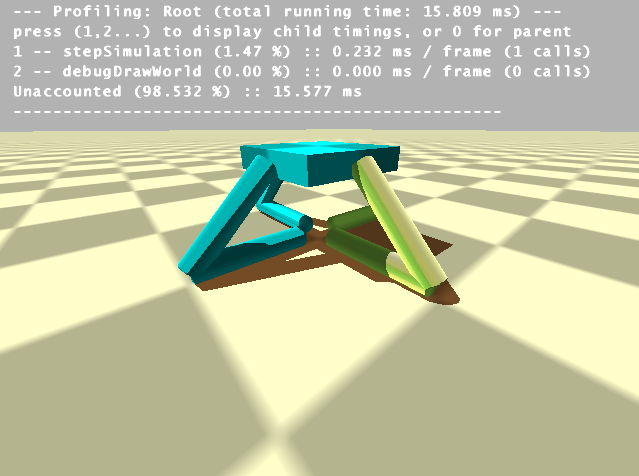 --- Profiling: Root (total running time: 15.809 ms) ---
press (1,2...) to display child timings, or 0 for parent
1 -- stepSimulation (1.47 %) :: 0.232 ms / frame (1 calls)
2 -- debugDrawWorld (0.00 %) :: 0.000 ms / frame (0 calls)
Unaccounted (98.532 %) :: 15.577 ms
-------------------------------------------------